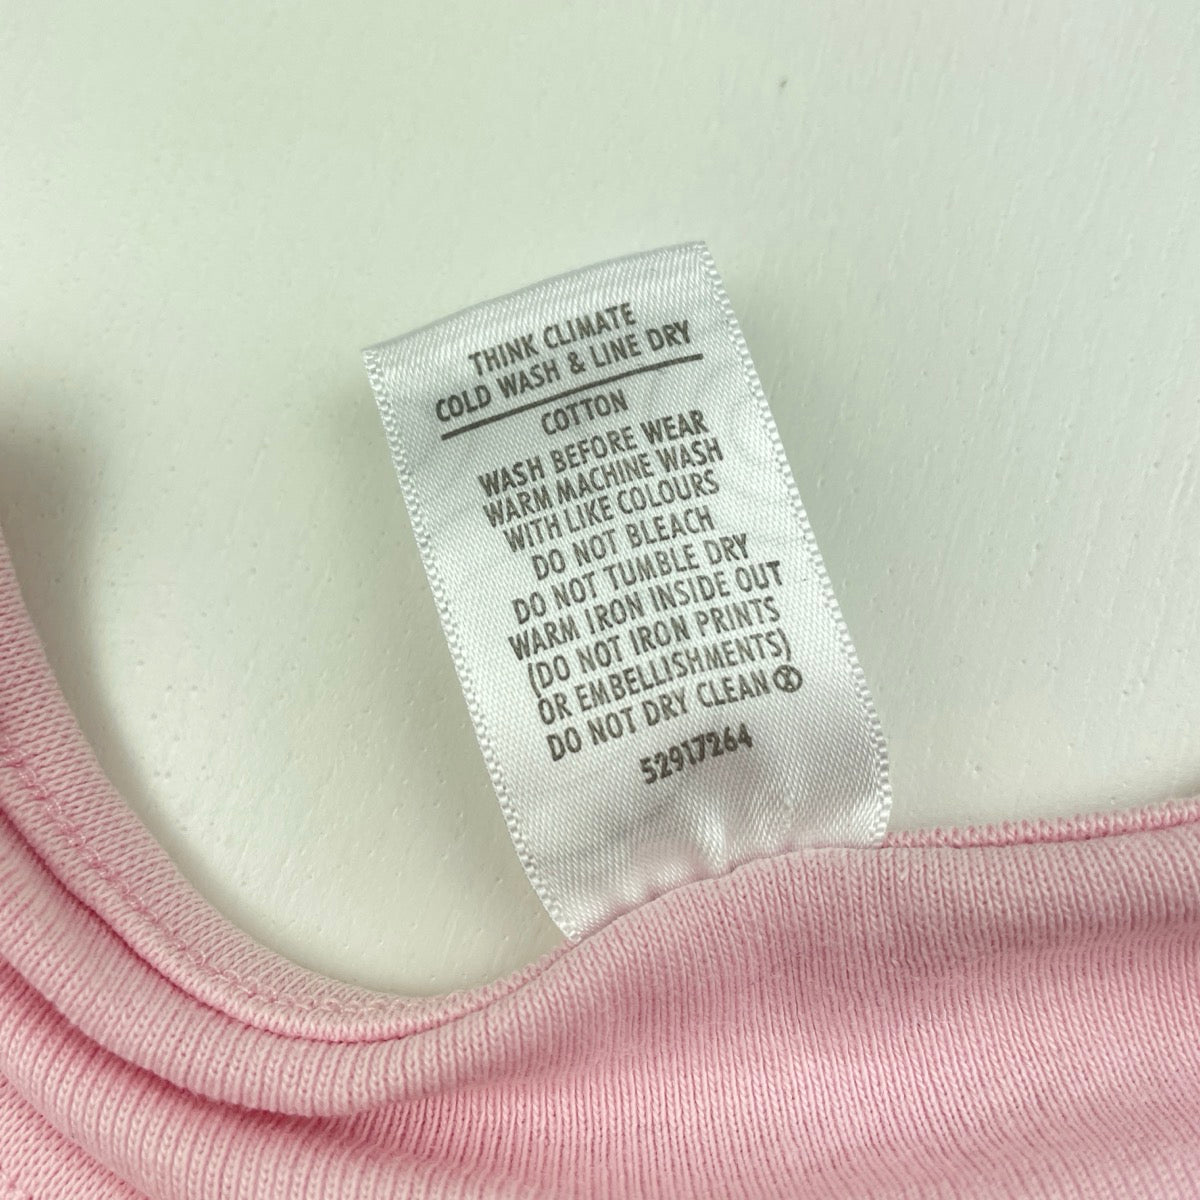 THINK CLIMATE
COLD WASH & LINE DRY
COTTON
WASH BEFORE WEAR
WARM MACHINE WASH
WITH LIKE COLOURS
DO NOT BLEACH
DO NOT TUMBLE DRY
WARM IRON INSIDE OUT
(DO NOT IRON PRINTS
OR EMBELLISHMENTS)
DO NOT DRY CLEAN
52917264